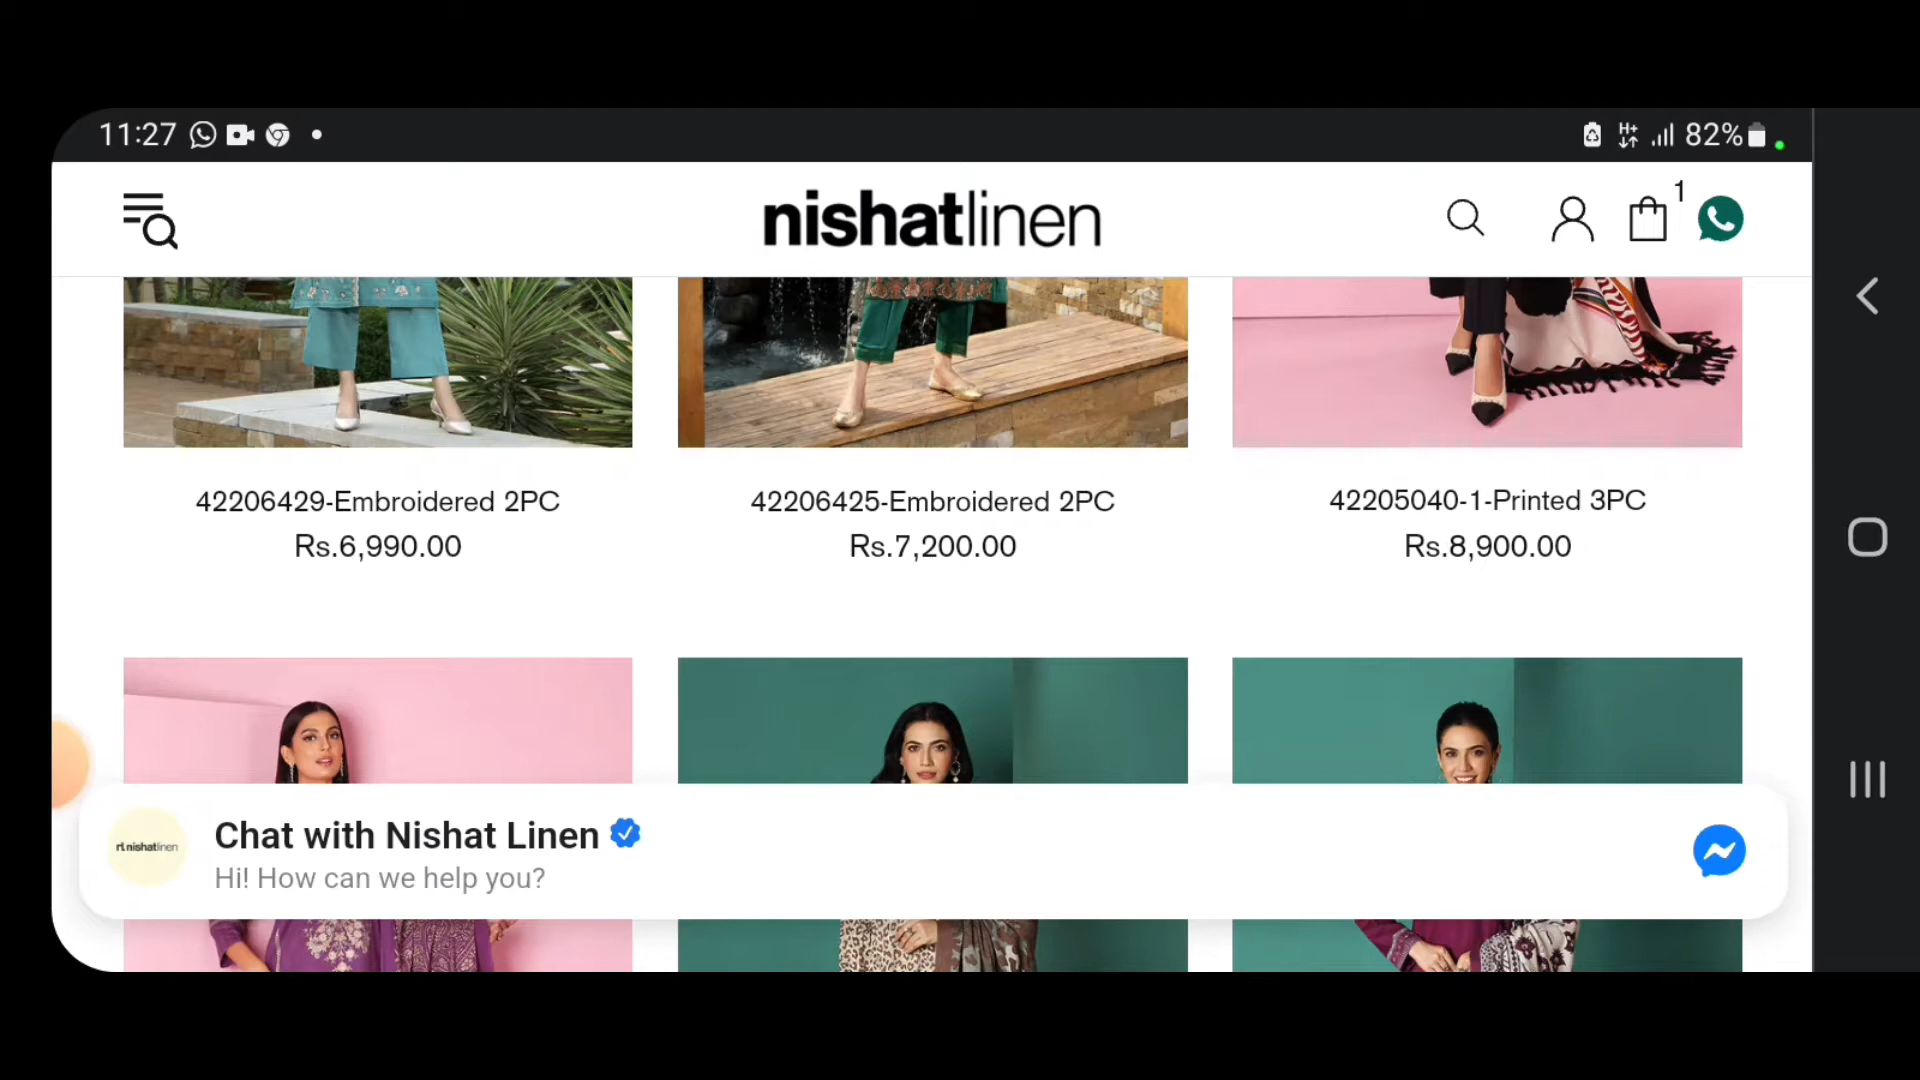 11:27
82%
nishatlinen
1
42206429-Embroidered 2PC
Rs.6,990.00
42206425-Embroidered 2PC
Rs.7,200.00
42205040-1-Printed 3PC
Rs.8,900.00
nishatlinen
Chat with Nishat Linen
Hi! How can we help you?